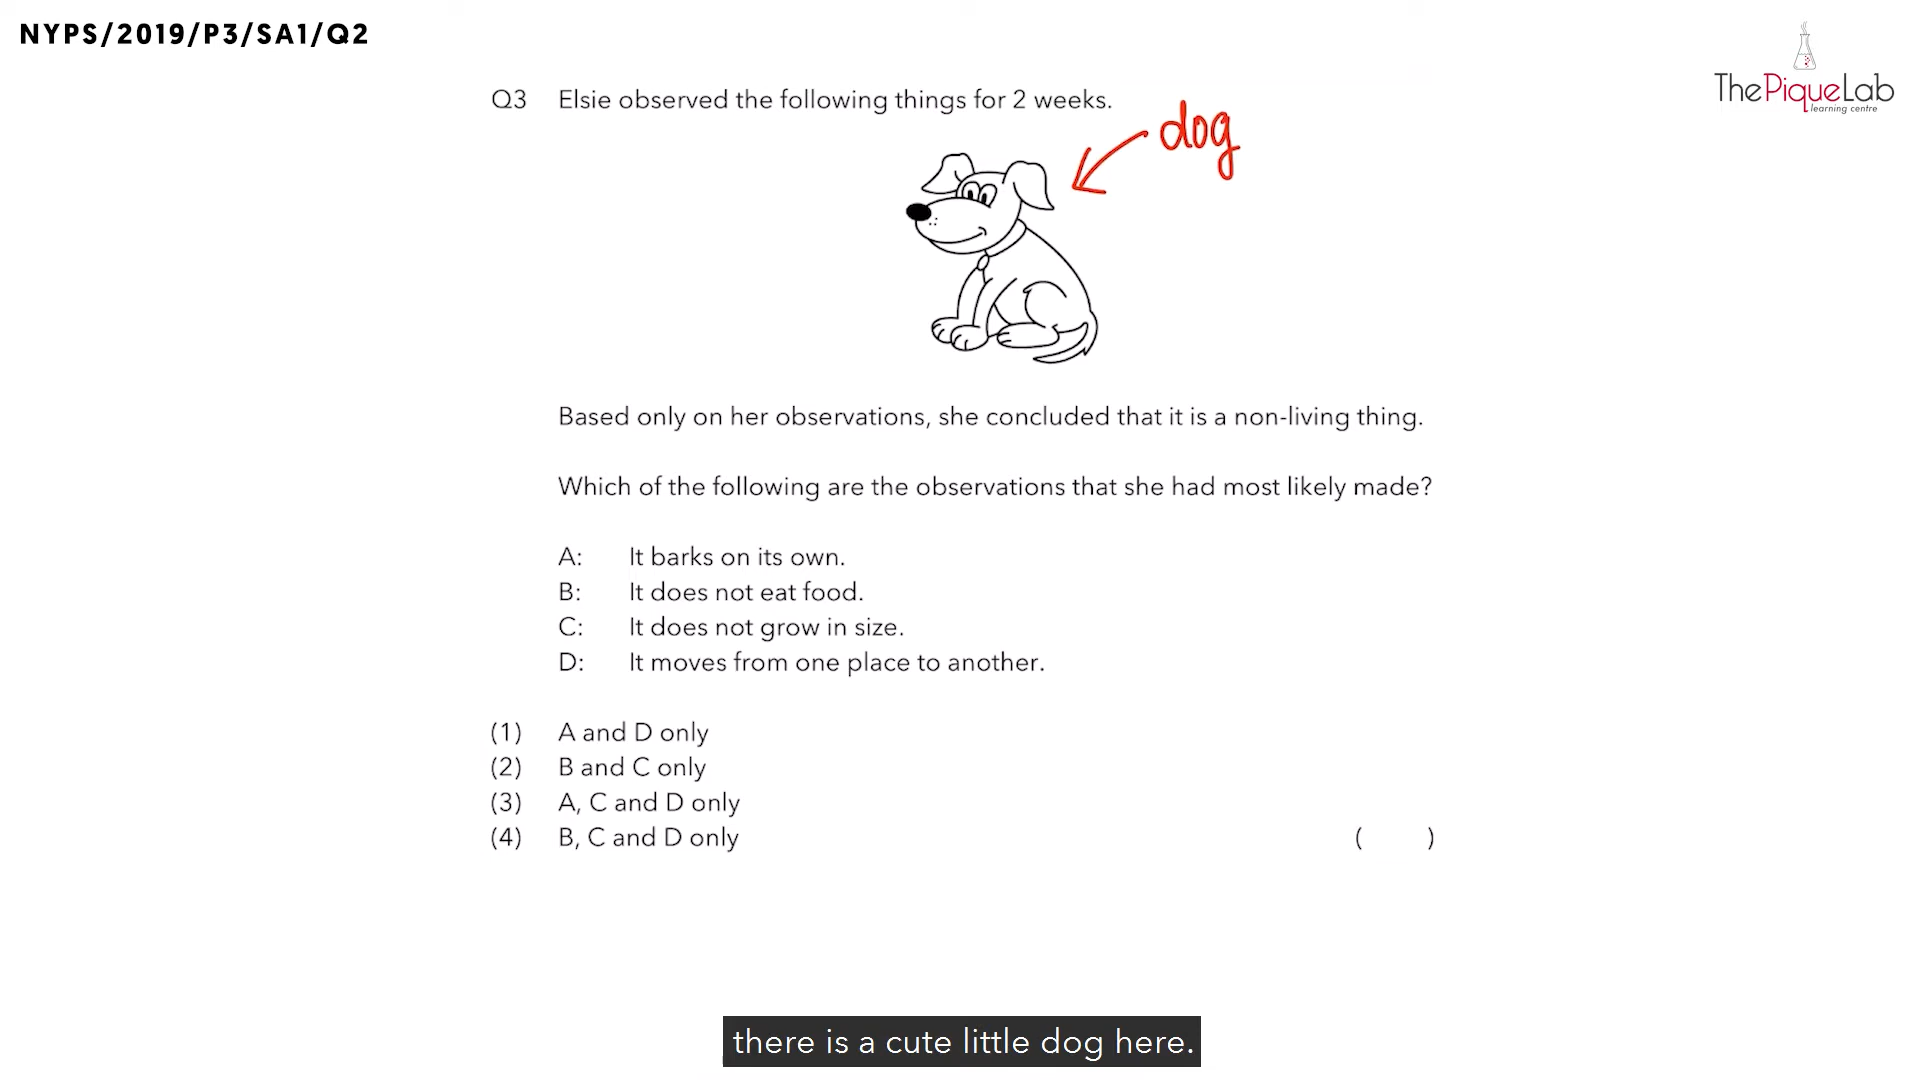 NYPS/2019/P3/SA1/Q2
ThePiqueLab
learning centre
Q3 Elsie observed the following things for 2 weeks.
dog
Based only on her observations, she concluded that it is a non-living thing.
Which of the following are the observations that she had most likely made?
A: It barks on its own.
B: It does not eat food.
C: It does not grow in size.
D: It moves from one place to another.
(1) A and D only
(2) B and C only
(3) A, C and D only
(4) B, C and D only ( )
there is a cute little dog here.